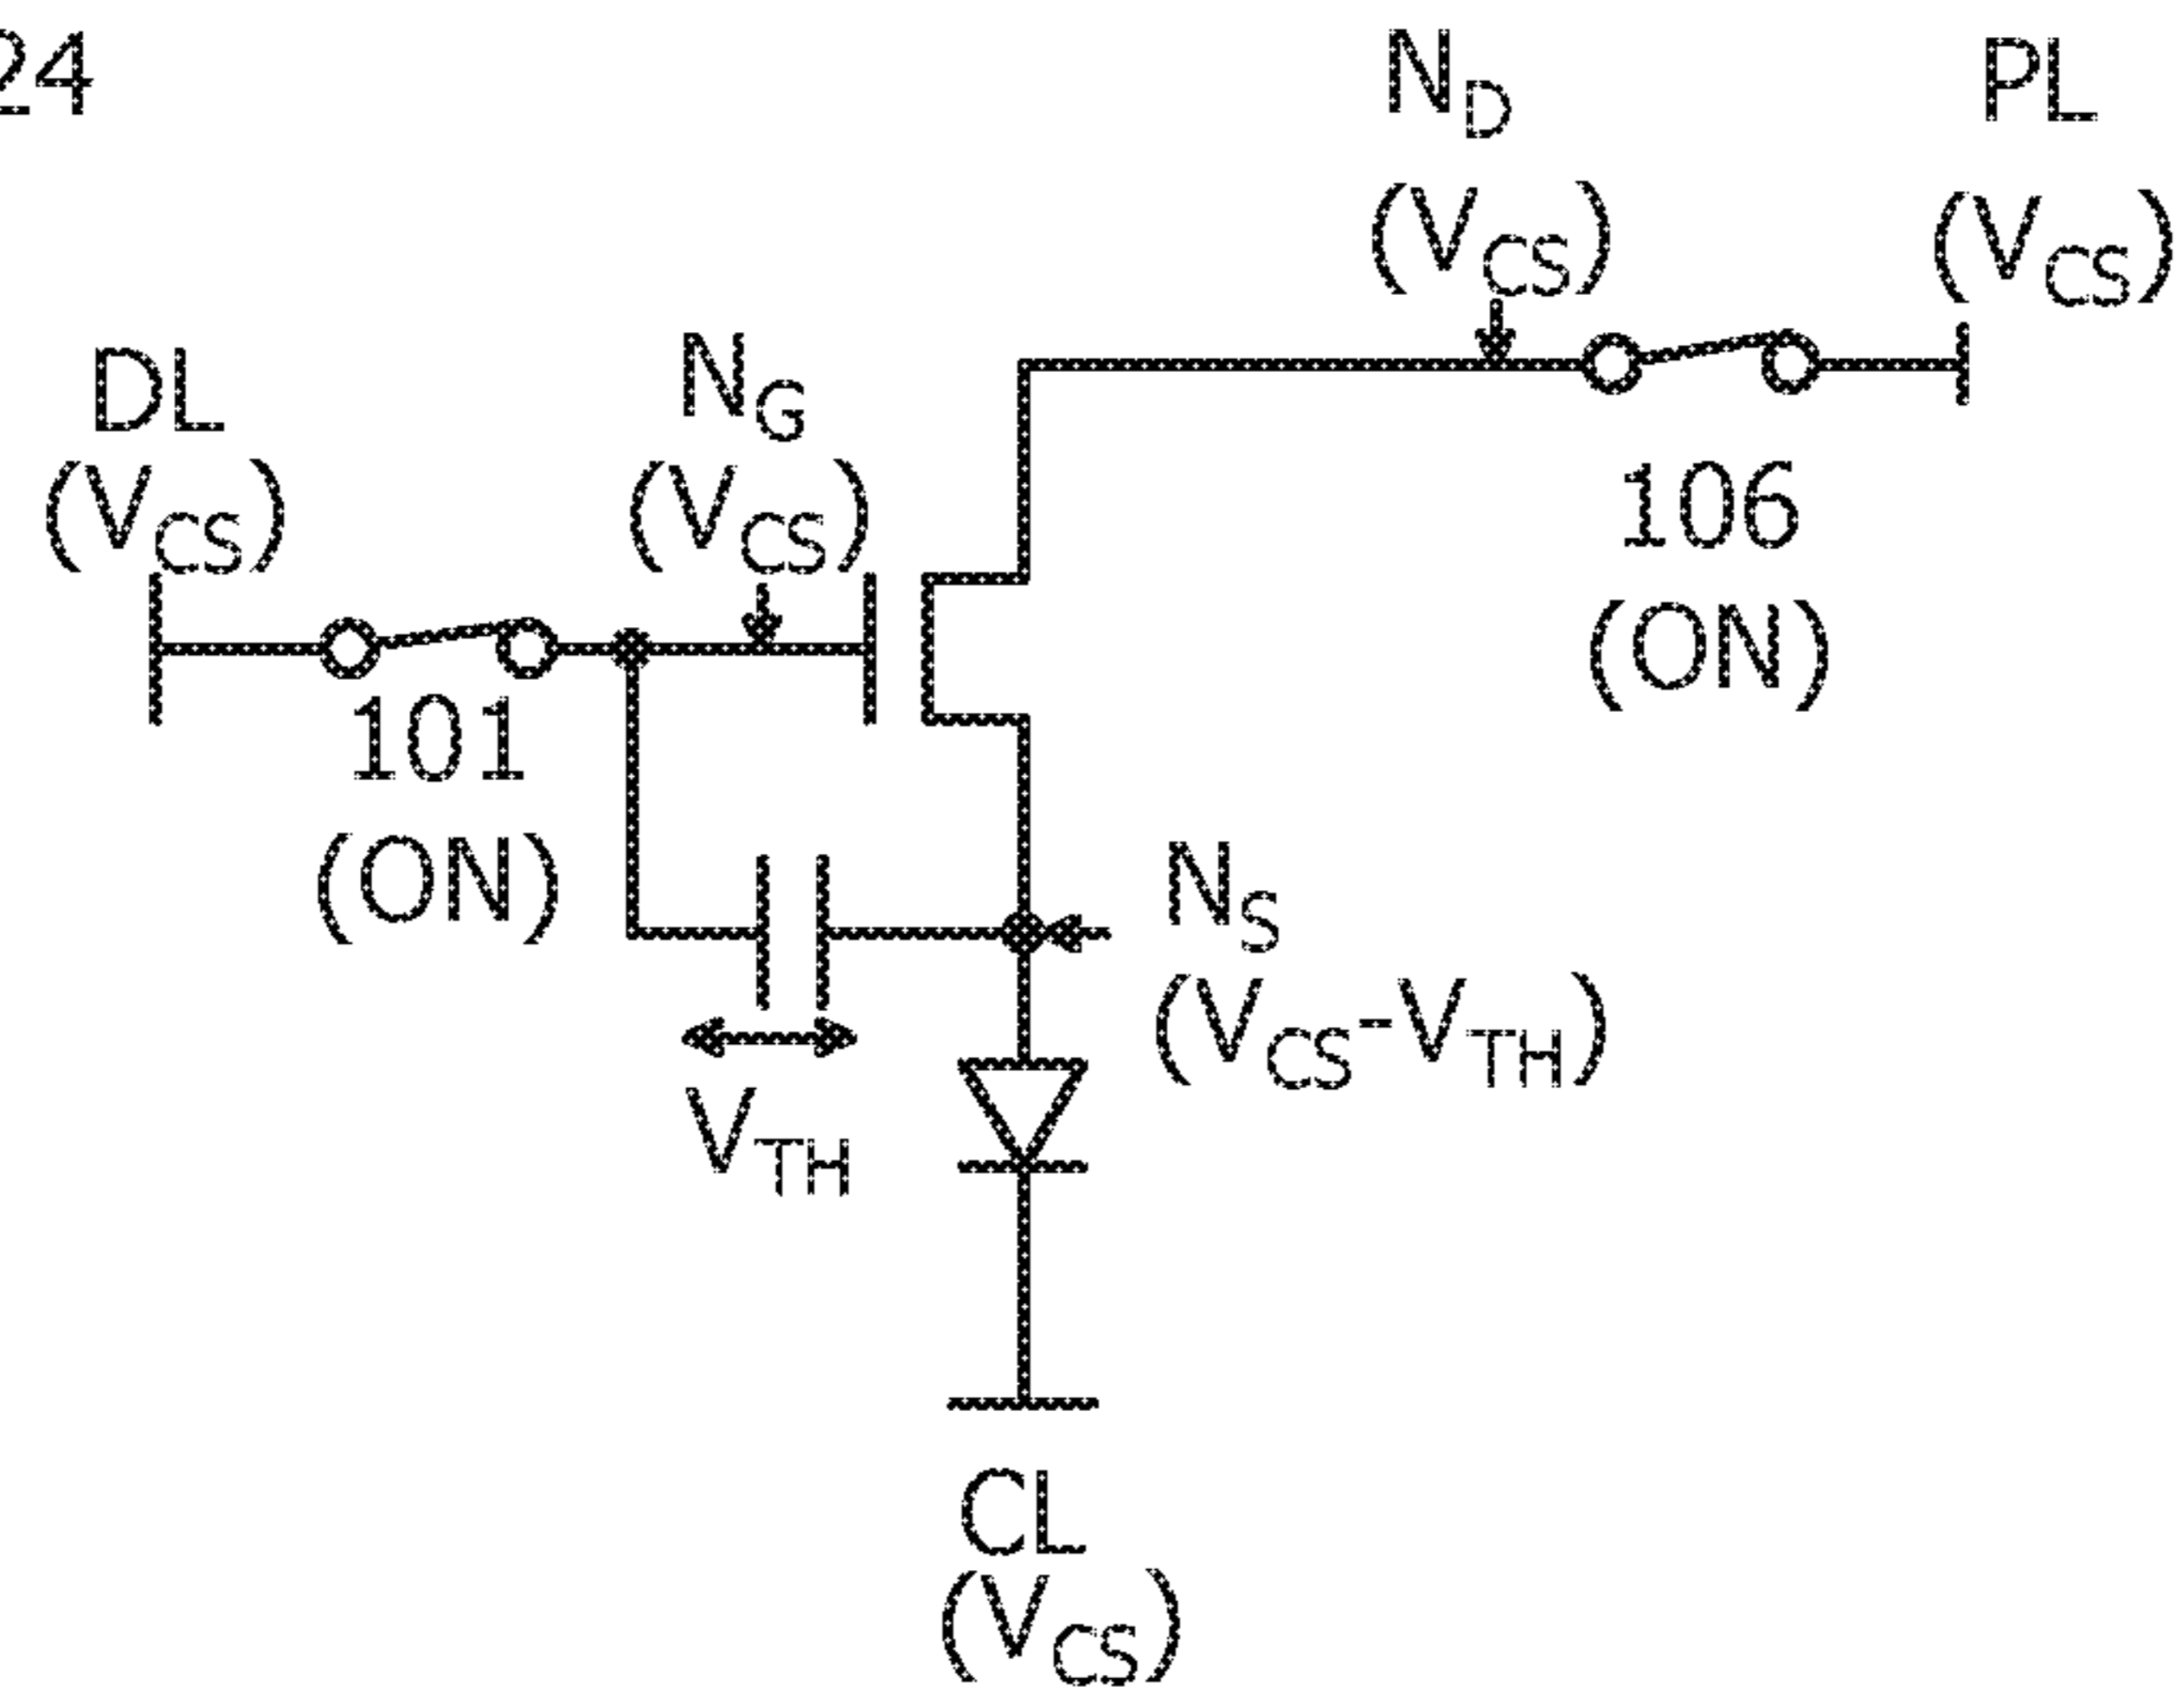 24
N_D
(V_CS)
PL
(V_CS)
DL
(V_CS)
N_G
(V_CS)
106
(ON)
101
(ON)
N_S
(V_CS-V_TH)
V_TH
CL
(V_CS)